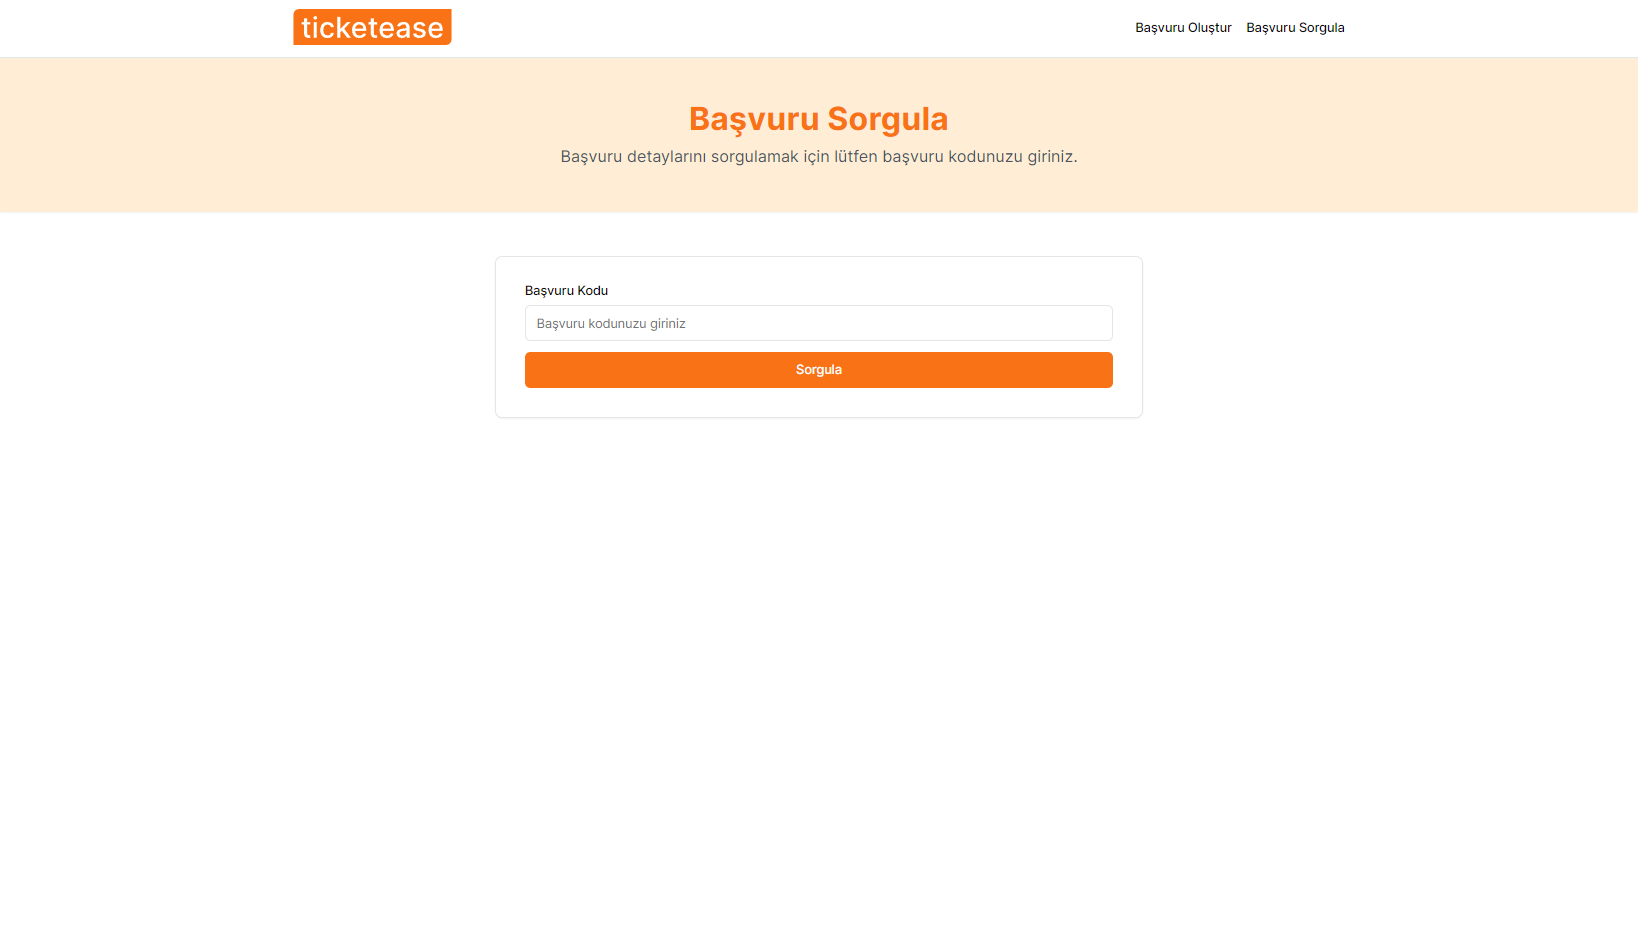 ticketease
Başvuru Oluştur Başvuru Sorgula
Başvuru Sorgula
Başvuru detaylarını sorgulamak için lütfen başvuru kodunuzu giriniz.
Başvuru Kodu
Başvuru kodunuzu giriniz
Sorgula